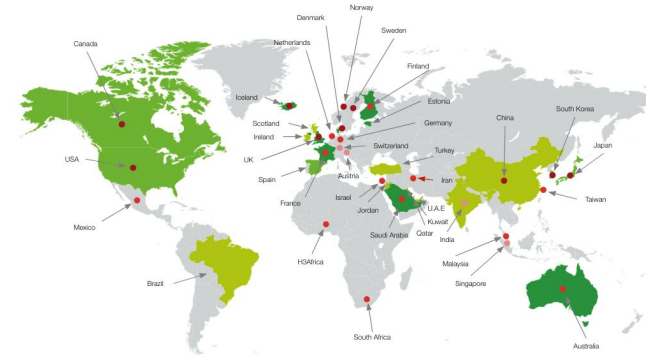 Norway
Denmark
Sweden
Canada
Netherlands
Finland
Iceland
Estonia
South Korea
China
Scotland
Germany
Ireland
Japan
Switzerland
Turkey
UK
USA
Austria
Spain
Iran
Taiwan
Israel
France
U.A.E
Jordan
Kuwait
Mexico
Saudi Arabia
Qatar
India
H3Africa
Malaysia
Singapore
Brazil
South Africa
Australia